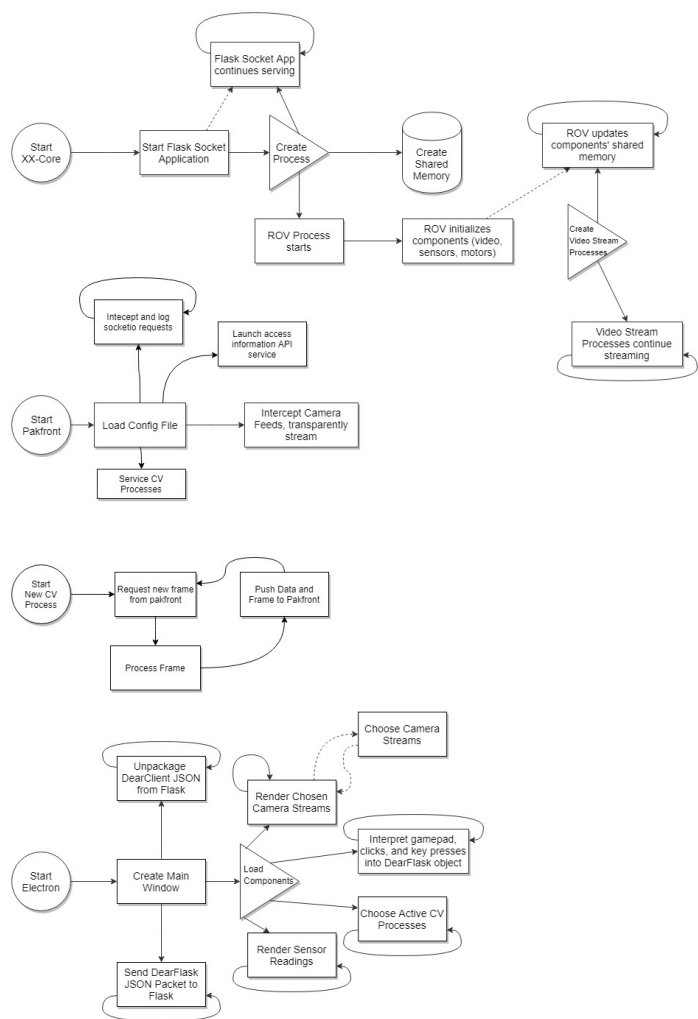 Flask Socket App
continues serving
Start
XX-Core
Start Flask Socket
Application
Create
Process
Create
Shared
Memory
ROV updates
components' shared
memory
ROV Process
starts
ROV initializes
components (video,
sensors, motors)
Create
Video Stream
Processes
Video Stream
Processes continue
streaming
Intecept and log
socketio requests
Launch access
information API
service
Start
Pakfront
Load Config File
Intercept Camera
Feeds, transparently
stream
Service CV
Processes
Start
New CV
Process
Request new frame
from pakfront
Push Data and
Frame to Pakfront
Process Frame
Choose Camera
Streams
Unpackage
DearClient JSON
from Flask
Render Chosen
Camera Streams
Interpret gamepad,
clicks, and key presses
into DearFlask object
Start
Electron
Create Main
Window
Load
Components
Choose Active CV
Processes
Render Sensor
Readings
Send DearFlask
JSON Packet to
Flask